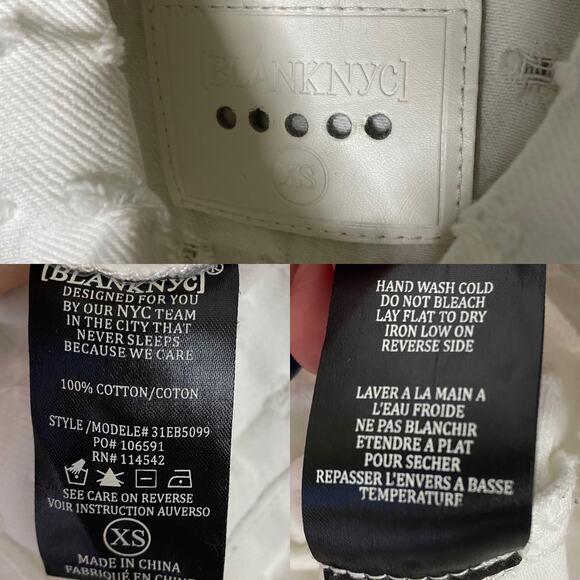 [BLANKNYC]
XS
[BLANKNYC]®
DESIGNED FOR YOU
BY OUR NYC TEAM
IN THE CITY THAT
NEVER SLEEPS
BECAUSE WE CARE
100% COTTON/COTON
STYLE/MODELE# 31EB5099
PO# 106591
RN# 114542
SEE CARE ON REVERSE
VOIR INSTRUCTION AUVERSO
XS
MADE IN CHINA
FABRIQUÉ EN CHINE
HAND WASH COLD
DO NOT BLEACH
LAY FLAT TO DRY
IRON LOW ON
REVERSE SIDE
LAVER A LA MAIN A
L'EAU FROIDE
NE PAS BLANCHIR
ETENDRE A PLAT
POUR SECHER
REPASSER L'ENVERS A BASSE
TEMPERATURE